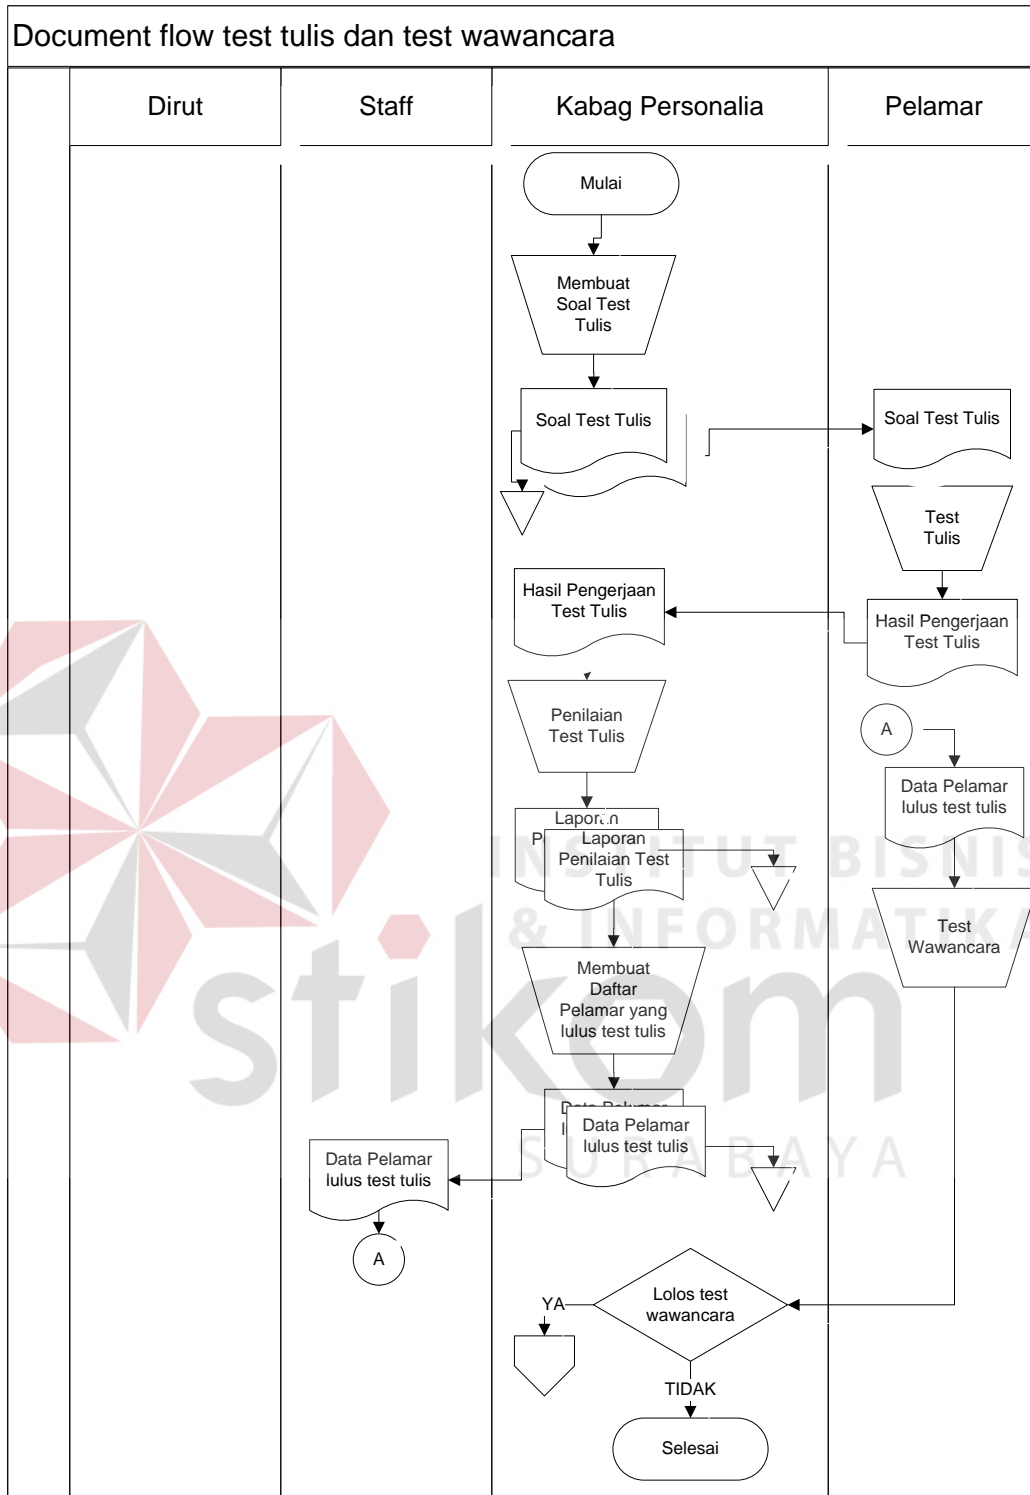 Document flow test tulis dan test wawancara
Dirut
Staff
Kabag Personalia
Pelamar
Mulai
Membuat
Soal Test
Tulis
Soal Test Tulis
Soal Test Tulis
Test
Tulis
Hasil Pengerjaan
Test Tulis
Hasil Pengerjaan
Test Tulis
Penilaian
Test Tulis
A
Data Pelamar
lulus test tulis
Laporan
P
Laporan
Penilaian Test
Tulis
Test
Wawancara
Membuat
Daftar
Pelamar yang
lulus test tulis
Data Pelamar
l
Data Pelamar
lulus test tulis
Data Pelamar
lulus test tulis
A
Lolos test
wawancara
YA
TIDAK
Selesai
INSTITUT BISNIS
& INFORMATIKA
stikom
SURABAYA